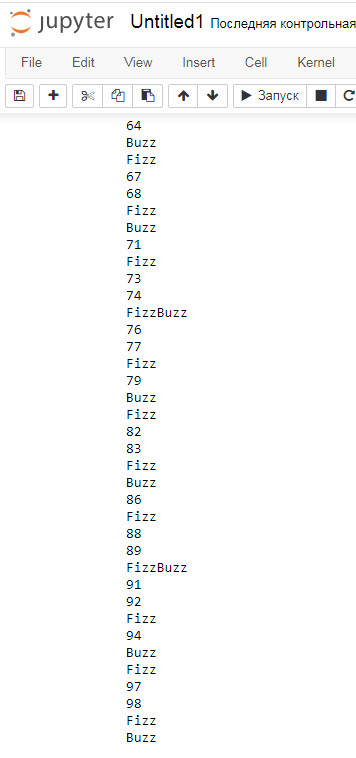 jupyter Untitled1 Последняя контрольная
File Edit View Insert Cell Kernel
Запуск
64
Buzz
Fizz
67
68
Fizz
Buzz
71
Fizz
73
74
FizzBuzz
76
77
Fizz
79
Buzz
Fizz
82
83
Fizz
Buzz
86
Fizz
88
89
FizzBuzz
91
92
Fizz
94
Buzz
Fizz
97
98
Fizz
Buzz